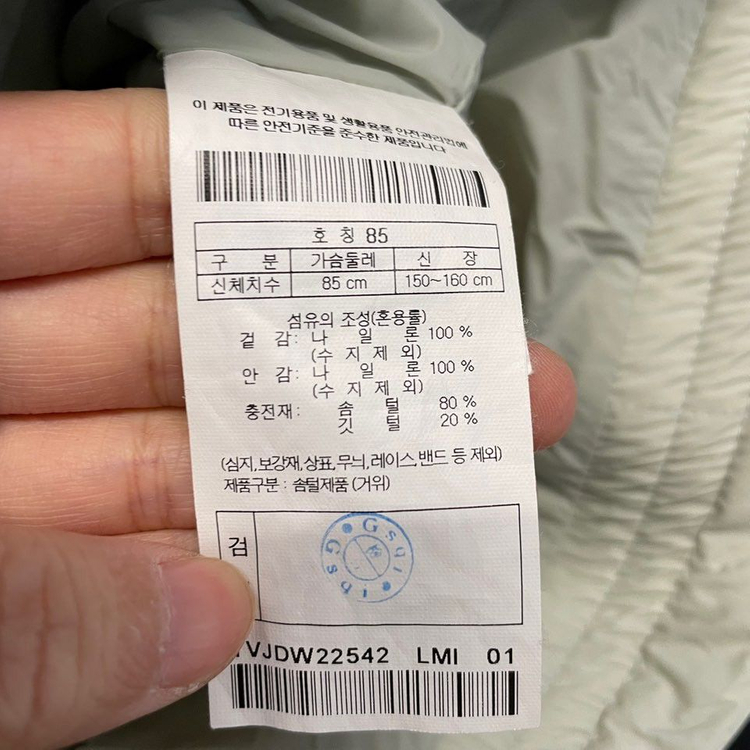 이 제품은 전기용품 및 생활용품 안전관리법에
따른 안전기준을 준수한 제품입니다
호 칭 85
구 분 가슴둘레 신 장
신체치수 85 cm 150~160 cm
섬유의 조성(혼용률)
겉 감: 나 일 론 100 %
(수 지 제 외)
안 감: 나 일 론 100 %
(수 지 제 외)
충전재: 솜 털 80 %
깃 털 20 %
(심지,보강재,상표,무늬,레이스,밴드 등 제외)
제품구분 : 솜털제품 (거위)
검
VJDW22542 LMI 01